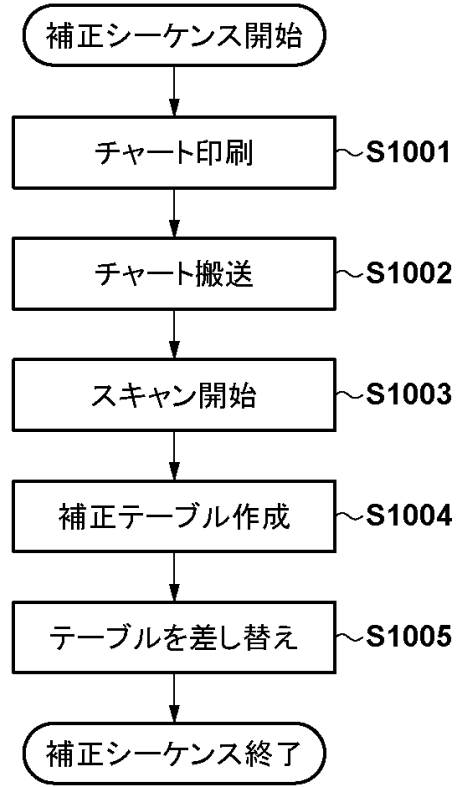 補正シーケンス開始
チャート印刷
S1001
チャート搬送
S1002
スキャン開始
S1003
補正テーブル作成
S1004
テーブルを差し替え
S1005
補正シーケンス終了